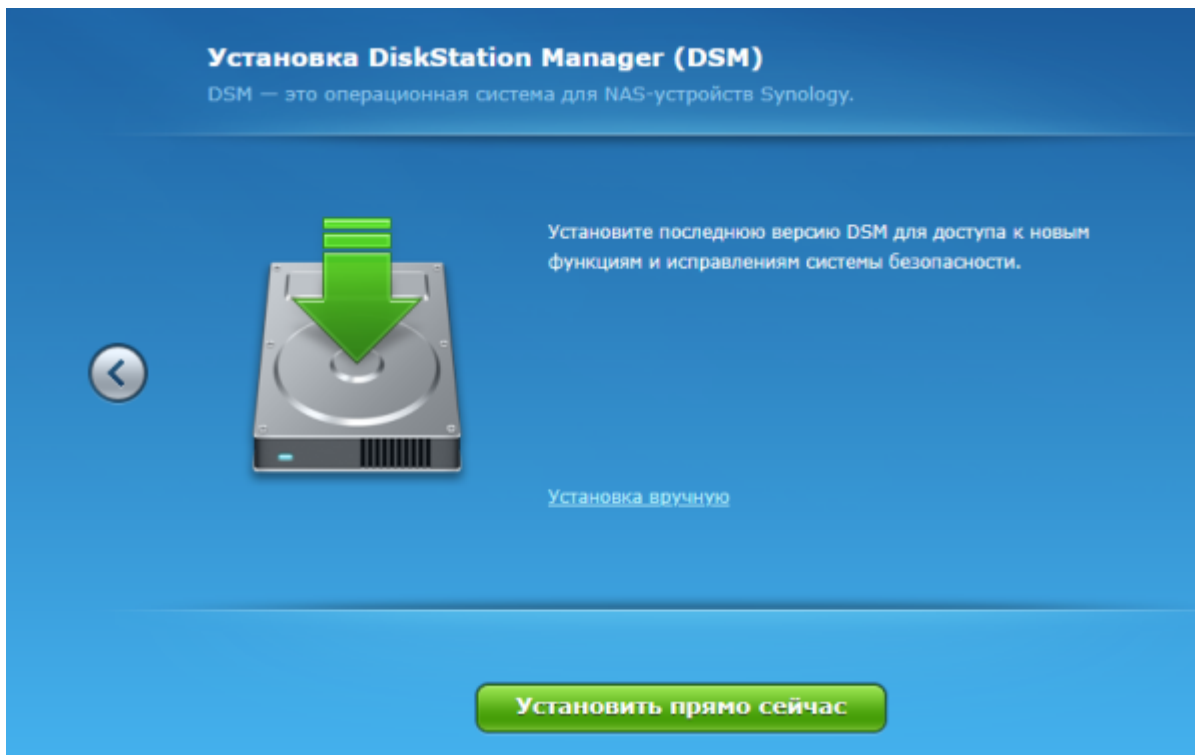 Установка DiskStation Manager (DSM)
DSM — это операционная система для NAS-устройств Synology.
Установите последнюю версию DSM для доступа к новым
функциям и исправлениям системы безопасности.
Установка вручную
Установить прямо сейчас